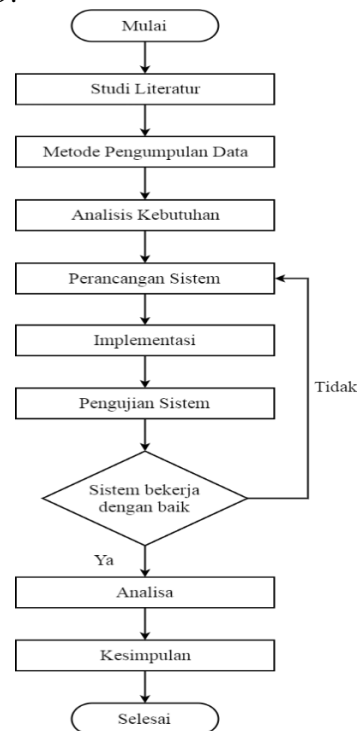 Mulai
Studi Literatur
Metode Pengumpulan Data
Analisis Kebutuhan
Perancangan Sistem
Implementasi
Pengujian Sistem
Tidak
Sistem bekerja
dengan baik
Ya
Analisa
Kesimpulan
Selesai